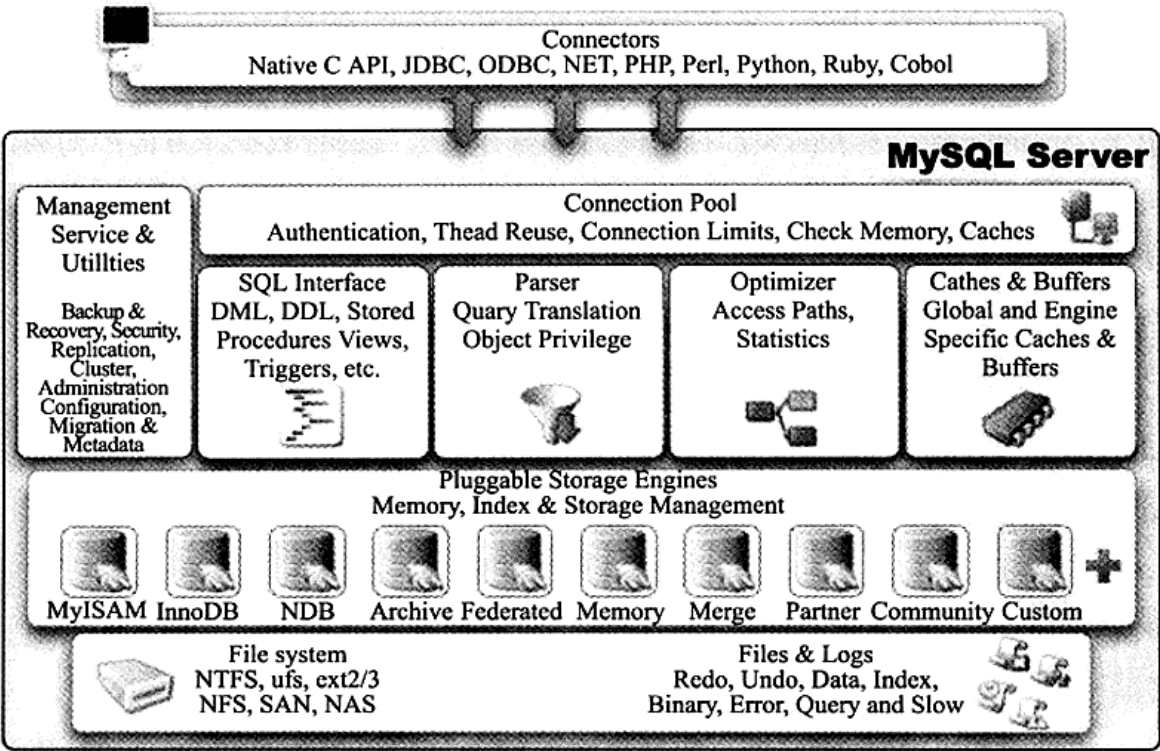 Connectors
Native C API, JDBC, ODBC, NET, PHP, Perl, Python, Ruby, Cobol
MySQL Server
Management
Service &
Utillties
Backup &
Recovery, Security,
Replication,
Cluster,
Administration
Configuration,
Migration &
Metadata
Connection Pool
Authentication, Thead Reuse, Connection Limits, Check Memory, Caches
SQL Interface
DML, DDL, Stored
Procedures Views,
Triggers, etc.
Parser
Quary Translation
Object Privilege
Optimizer
Access Paths,
Statistics
Cathes & Buffers
Global and Engine
Specific Caches &
Buffers
Pluggable Storage Engines
Memory, Index & Storage Management
MyISAM InnoDB NDB Archive Federated Memory Merge Partner Community Custom
File system
NTFS, ufs, ext2/3
NFS, SAN, NAS
Files & Logs
Redo, Undo, Data, Index,
Binary, Error, Query and Slow